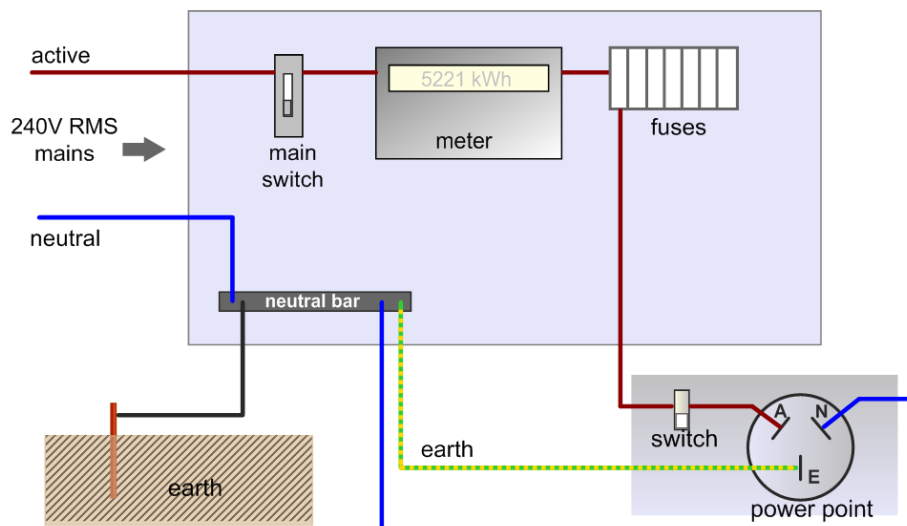 active
5221 kWh
240V RMS
mains
meter
fuses
main
switch
neutral
neutral bar
A
N
switch
earth
E
earth
power point